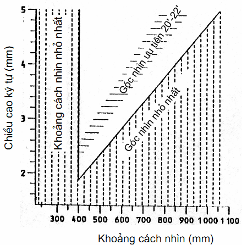 Chiều cao ký tư (mm)
5
4
3
2
Khoảng cách nhìn nhỏ nhất
Góc nhìn ưu tiên 20'-22'
Góc nhìn nhỏ nhất
300 400 500 600 700 800 900 1 000 1 100
Khoảng cách nhìn (mm)